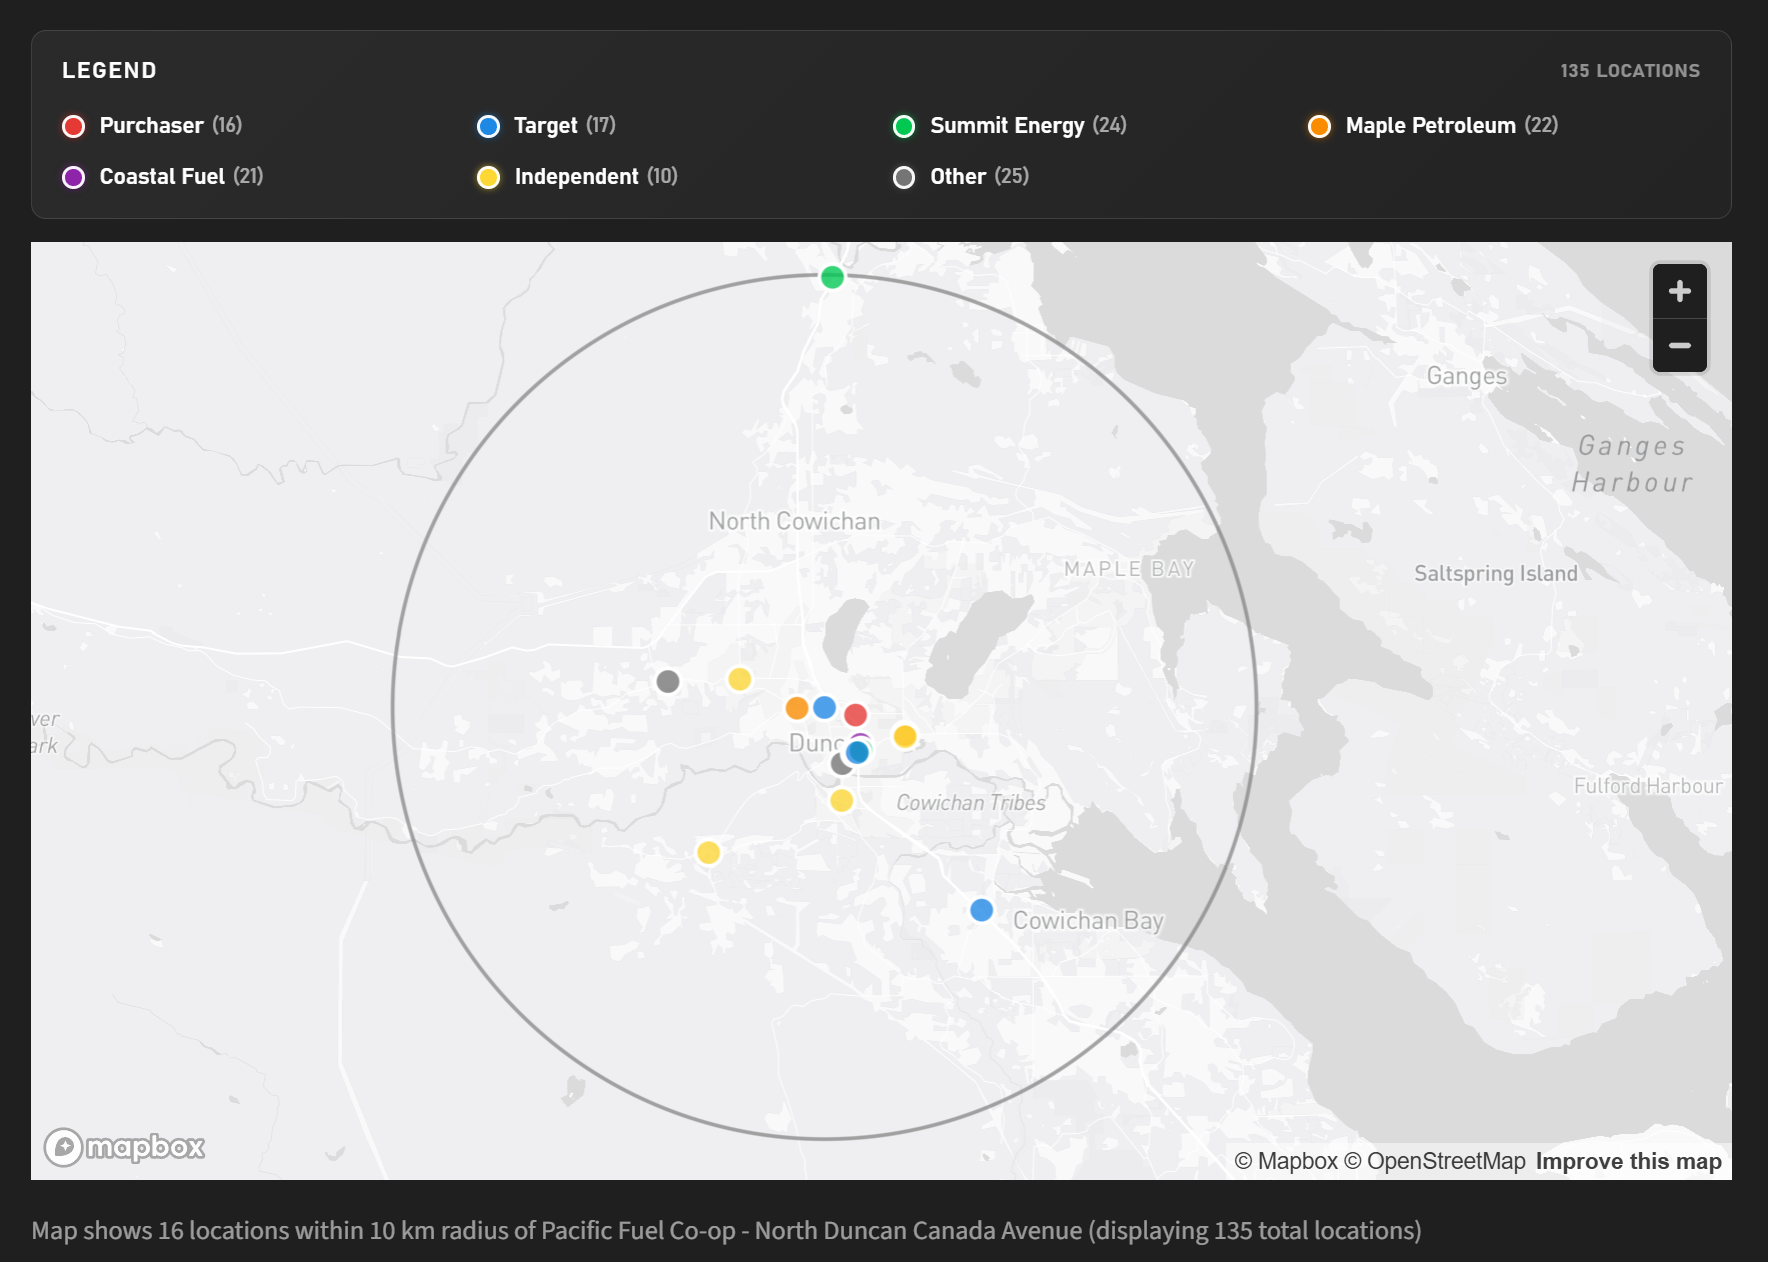 LEGEND
135 LOCATIONS
Purchaser (16)
Target (17)
Summit Energy (24)
Maple Petroleum (22)
Coastal Fuel (21)
Independent (10)
Other (25)
+
−
Ganges
Ganges
Harbour
North Cowichan
MAPLE BAY
Saltspring Island
ver
ark
Dunc
Fulford Harbour
Cowichan Tribes
Cowichan Bay
mapbox
© Mapbox © OpenStreetMap Improve this map
Map shows 16 locations within 10 km radius of Pacific Fuel Co-op - North Duncan Canada Avenue (displaying 135 total locations)